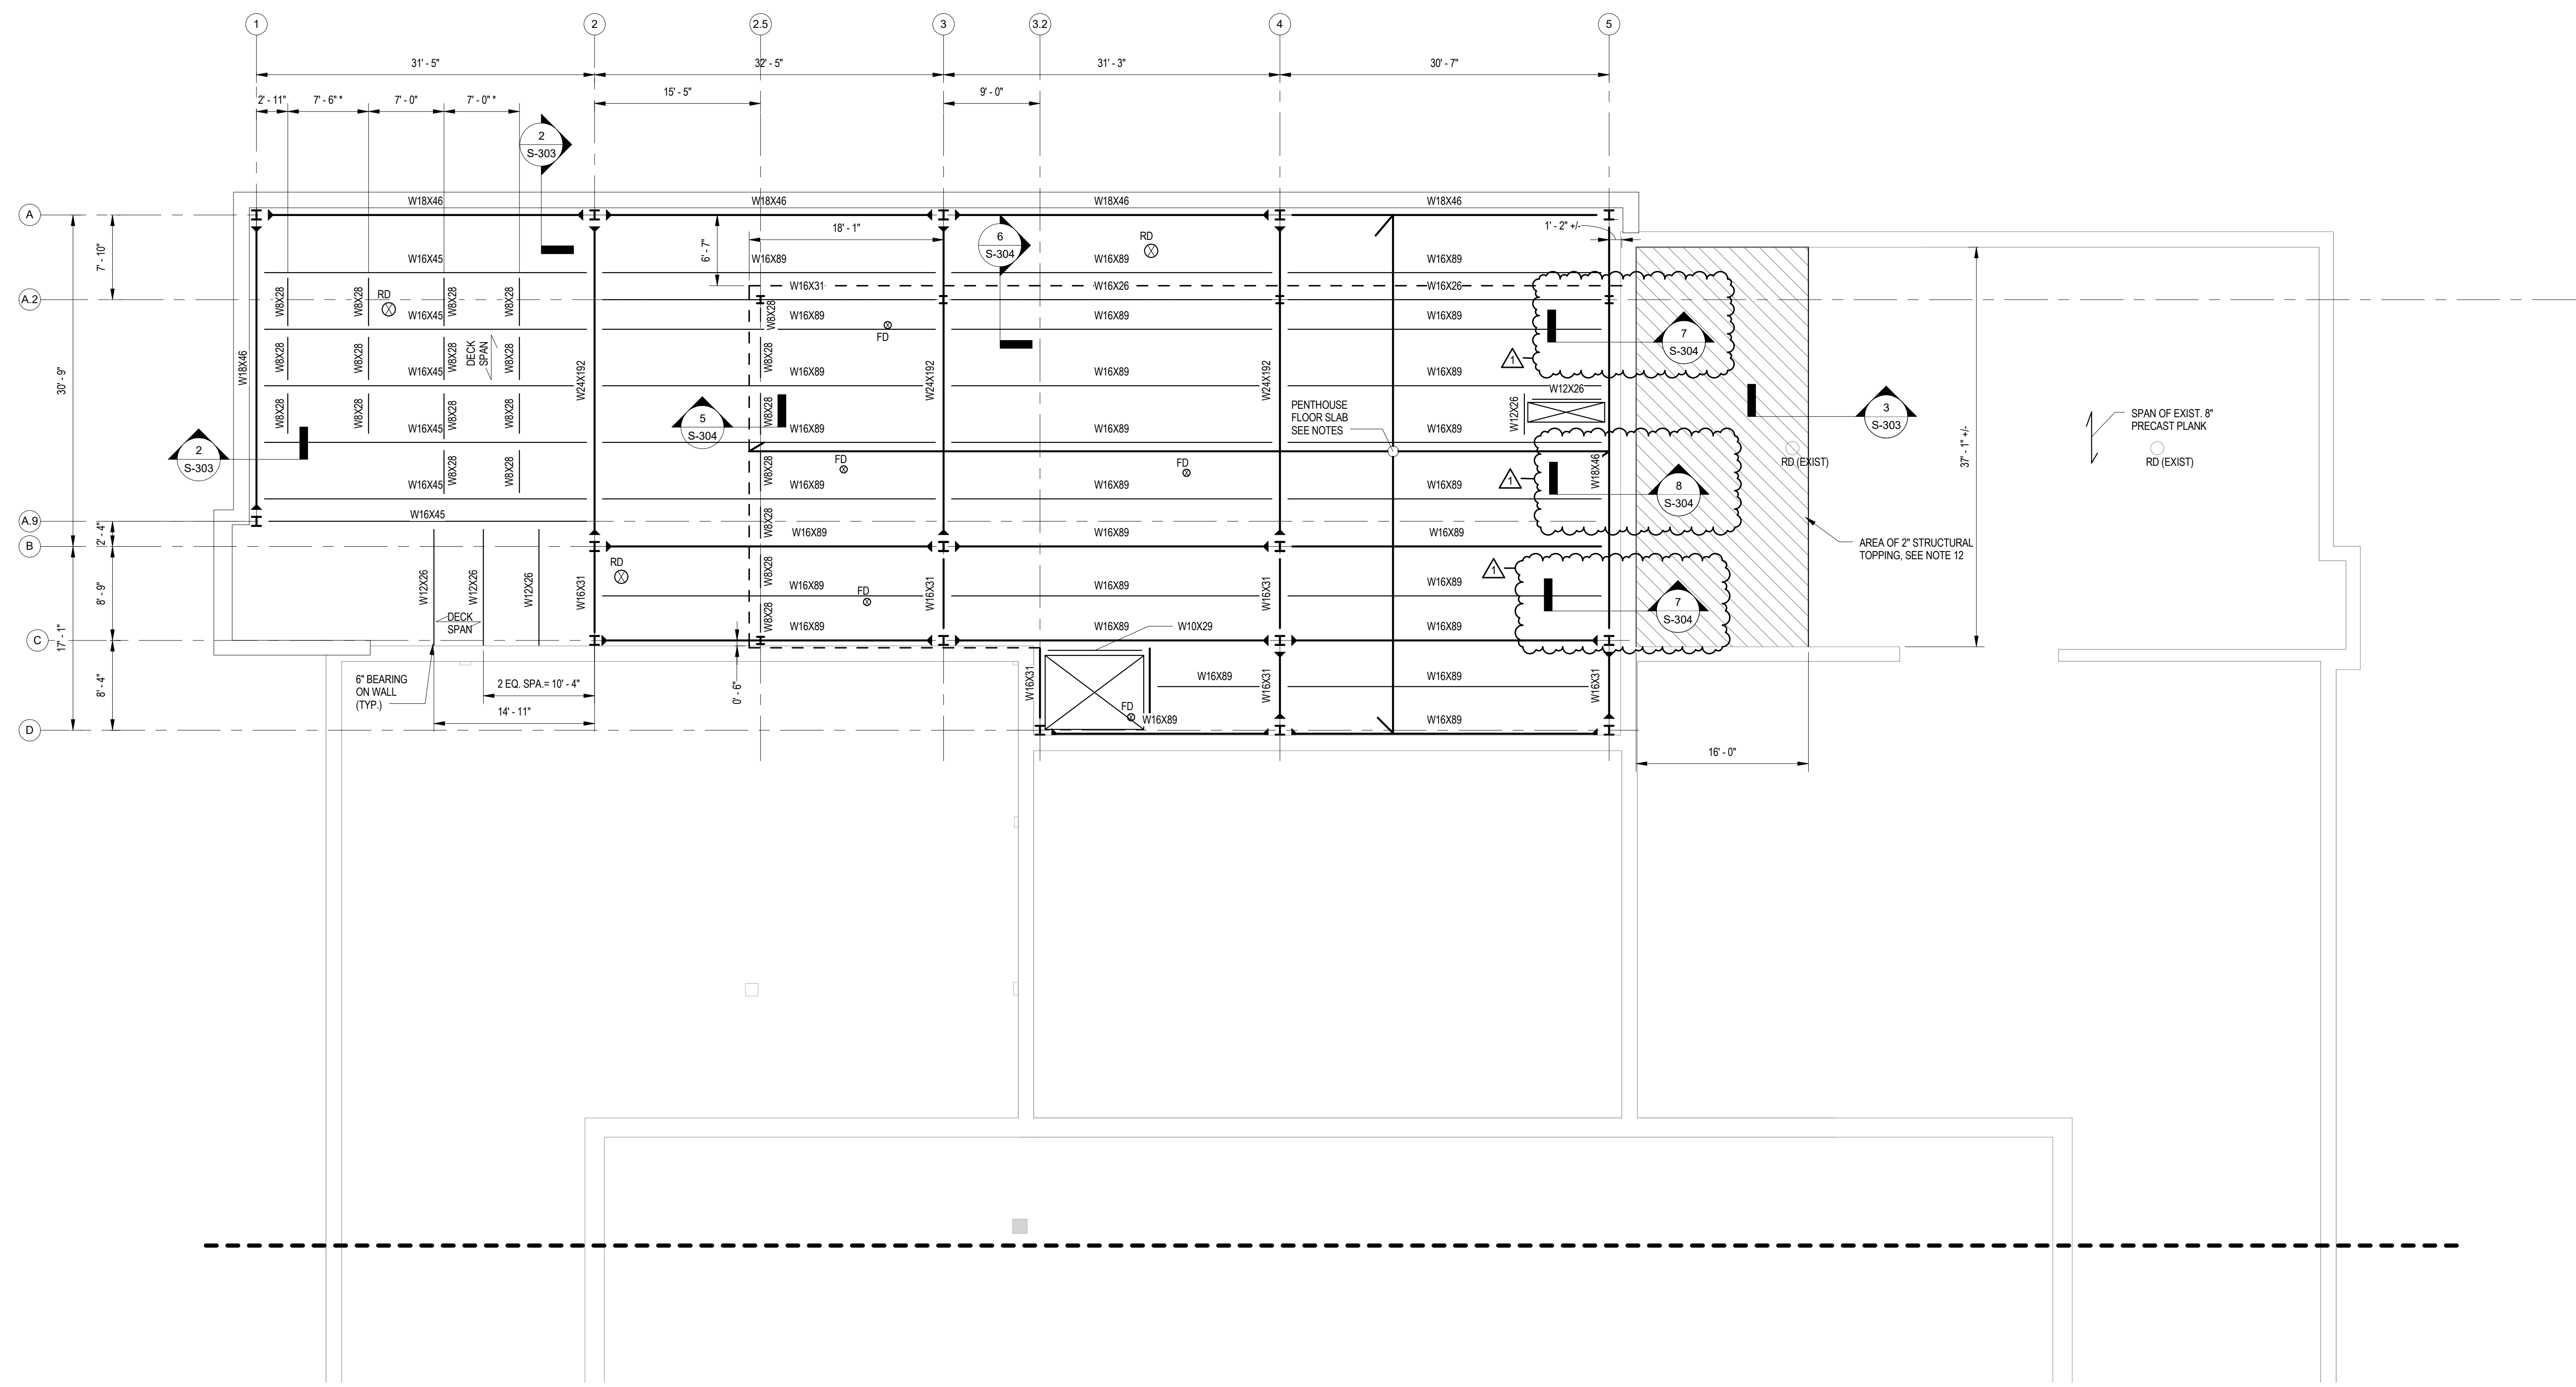 1
2
2.5
3
3.2
4
5
31' - 5"
32' - 5"
31' - 3"
30' - 7"
2' - 11"
7' - 6" *
7' - 0"
7' - 0" *
15' - 5"
9' - 0"
2
S-303
A
W18X46
W18X46
W18X46
W18X46
7' - 10"
6' - 7"
18' - 1"
6
S-304
RD
1' - 2" +/-
W16X45
W16X89
W16X89
W16X89
A.2
W8X28
W8X28
W8X28
W8X28
RD
W16X31
W16X26
W16X26
W8X28
W16X45
W16X89
W16X89
W16X89
FD
7
S-304
1
30' - 9"
W18X46
W8X28
W8X28
W8X28
W8X28
DECK
SPAN
W16X45
W24X192
W8X28
W16X89
W24X192
W16X89
W24X192
W16X89
W12X26
W12X26
W8X28
W8X28
W8X28
W8X28
W16X45
5
S-304
W8X28
W16X89
W16X89
W16X89
PENTHOUSE
FLOOR SLAB
SEE NOTES
3
S-303
SPAN OF EXIST. 8"
PRECAST PLANK
37' - 1" +/-
2
S-303
W8X28
W8X28
W16X45
W8X28
FD
W16X89
FD
W16X89
W16X89
W18X46
RD (EXIST)
RD (EXIST)
1
8
S-304
A.9
W16X45
2' - 4"
B
W8X28
W16X89
W16X89
W16X89
AREA OF 2" STRUCTURAL
TOPPING, SEE NOTE 12
RD
1
8' - 9"
W12X26
W12X26
W12X26
W16X31
W8X28
W16X89
FD
W16X31
W16X89
W16X31
W16X89
7
S-304
DECK
SPAN
W8X28
W16X89
W16X89
W10X29
W16X89
C
17' - 1"
8' - 4"
6" BEARING
ON WALL
(TYP.)
2 EQ. SPA.= 10' - 4"
14' - 11"
0' - 6"
W16X31
W16X89
W16X31
W16X89
W16X31
FD
W16X89
W16X89
D
16' - 0"